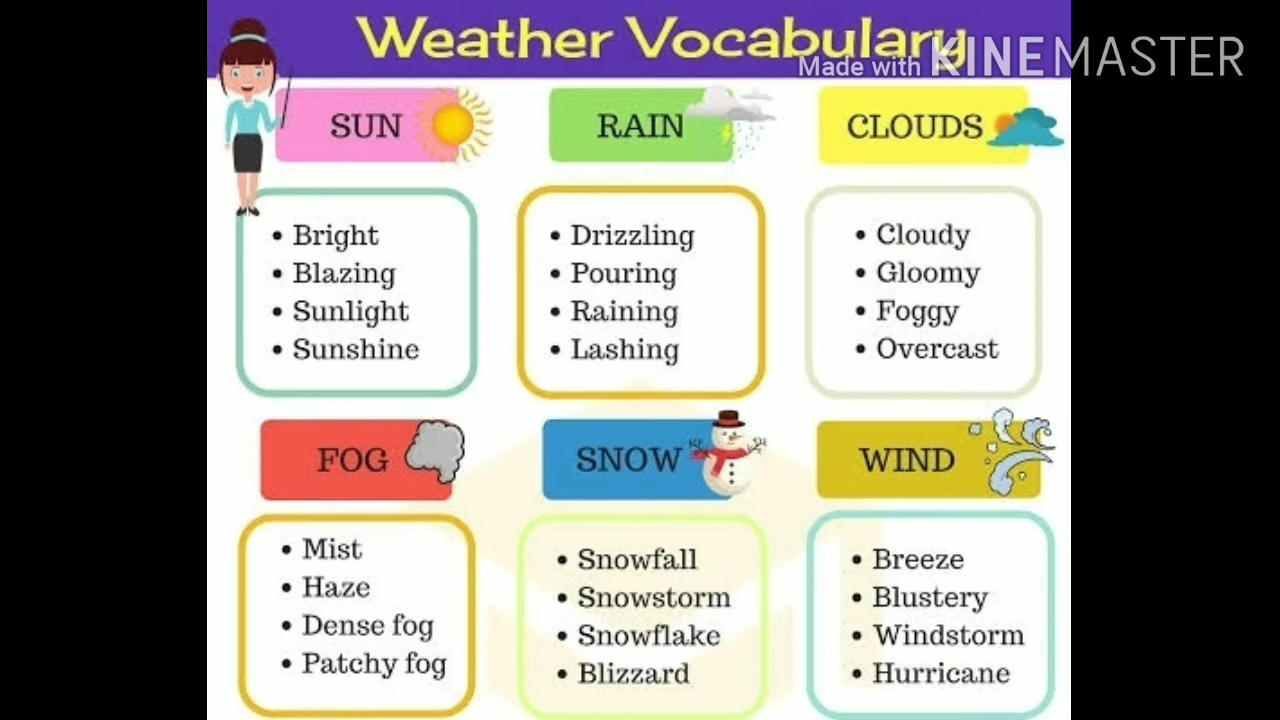 Weather Vocabulary
Made with KINEMASTER
SUN
• Bright
• Blazing
• Sunlight
• Sunshine
RAIN
• Drizzling
• Pouring
• Raining
• Lashing
CLOUDS
• Cloudy
• Gloomy
• Foggy
• Overcast
FOG
• Mist
• Haze
• Dense fog
• Patchy fog
SNOW
• Snowfall
• Snowstorm
• Snowflake
• Blizzard
WIND
• Breeze
• Blustery
• Windstorm
• Hurricane